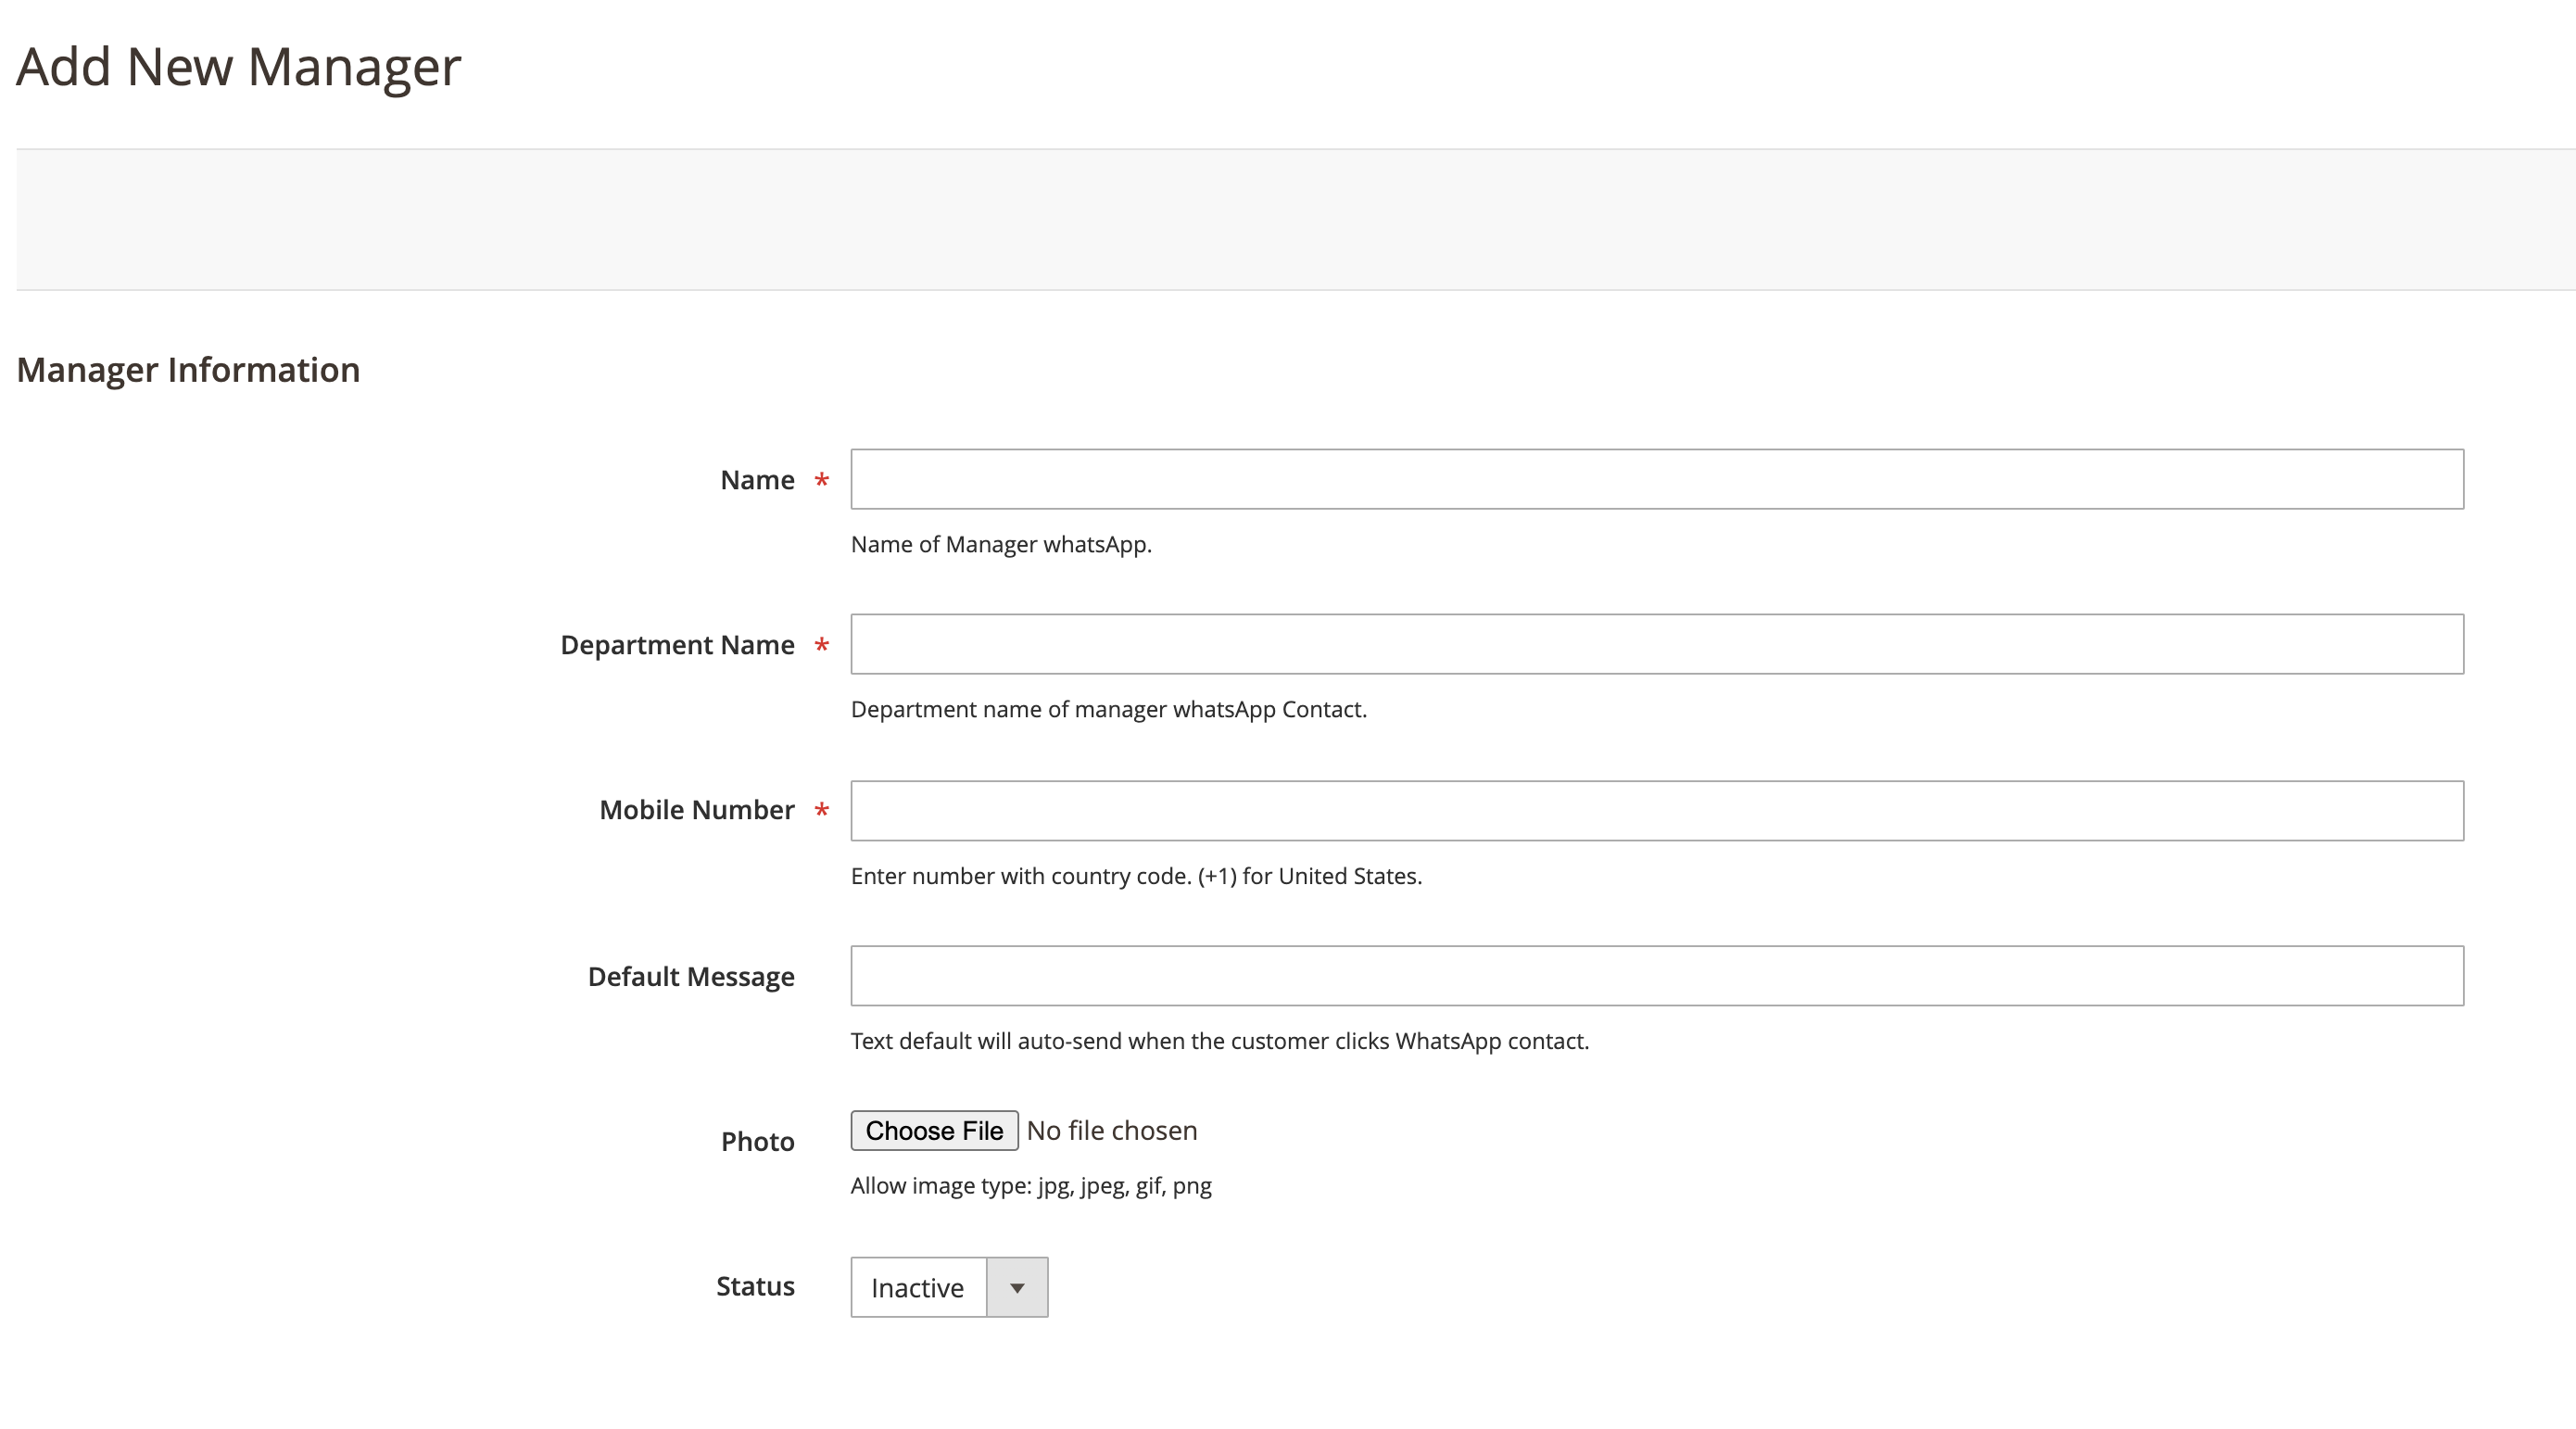 Add New Manager
Manager Information
Name *
Name of Manager whatsApp.
Department Name *
Department name of manager whatsApp Contact.
Mobile Number *
Enter number with country code. (+1) for United States.
Default Message
Text default will auto-send when the customer clicks WhatsApp contact.
Photo Choose File No file chosen
Allow image type: jpg, jpeg, gif, png
Status Inactive